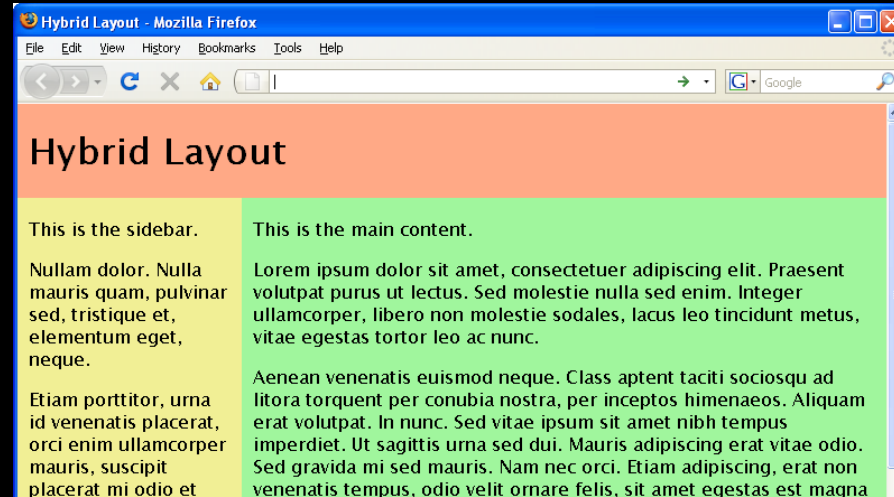 Hybrid Layout - Mozilla Firefox
File Edit View History Bookmarks Tools Help
G Google
Hybrid Layout
This is the sidebar.
Nullam dolor. Nulla
mauris quam, pulvinar
sed, tristique et,
elementum eget,
neque.
Etiam porttitor, urna
id venenatis placerat,
orci enim ullamcorper
mauris, suscipit
placerat mi odio et
This is the main content.
Lorem ipsum dolor sit amet, consectetuer adipiscing elit. Praesent
volutpat purus ut lectus. Sed molestie nulla sed enim. Integer
ullamcorper, libero non molestie sodales, lacus leo tincidunt metus,
vitae egestas tortor leo ac nunc.
Aenean venenatis euismod neque. Class aptent taciti sociosqu ad
litora torquent per conubia nostra, per inceptos himenaeos. Aliquam
erat volutpat. In nunc. Sed vitae ipsum sit amet nibh tempus
imperdiet. Ut sagittis urna sed dui. Mauris adipiscing erat vitae odio.
Sed gravida mi sed mauris. Nam nec orci. Etiam adipiscing, erat non
venenatis tempus, odio velit ornare felis, sit amet egestas est magna